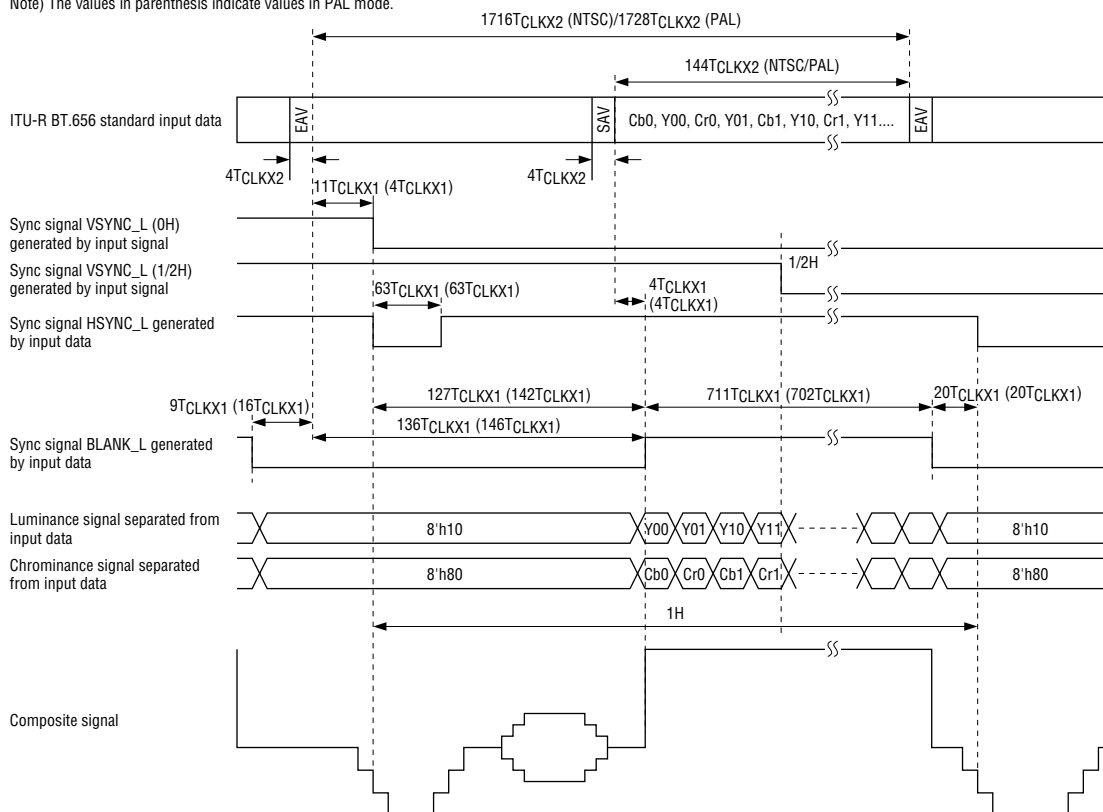 Note) The values in parenthesis indicate values in PAL mode.
1716TCLKX2 (NTSC)/1728TCLKX2 (PAL)
144TCLKX2 (NTSC/PAL)
ITU-R BT.656 standard input data
EAV
SAV
Cb0, Y00, Cr0, Y01, Cb1, Y10, Cr1, Y11....
EAV
4TCLKX2
4TCLKX2
11TCLKX1 (4TCLKX1)
Sync signal VSYNC_L (0H)
generated by input signal
Sync signal VSYNC_L (1/2H)
generated by input signal
1/2H
63TCLKX1 (63TCLKX1)
4TCLKX1
(4TCLKX1)
Sync signal HSYNC_L generated
by input data
9TCLKX1 (16TCLKX1)
127TCLKX1 (142TCLKX1)
711TCLKX1 (702TCLKX1)
20TCLKX1 (20TCLKX1)
136TCLKX1 (146TCLKX1)
Sync signal BLANK_L generated
by input data
Luminance signal separated from
input data
8'h10
Y00
Y01
Y10
Y11
8'h10
Chrominance signal separated
from input data
8'h80
Cb0
Cr0
Cb1
Cr1
8'h80
1H
Composite signal